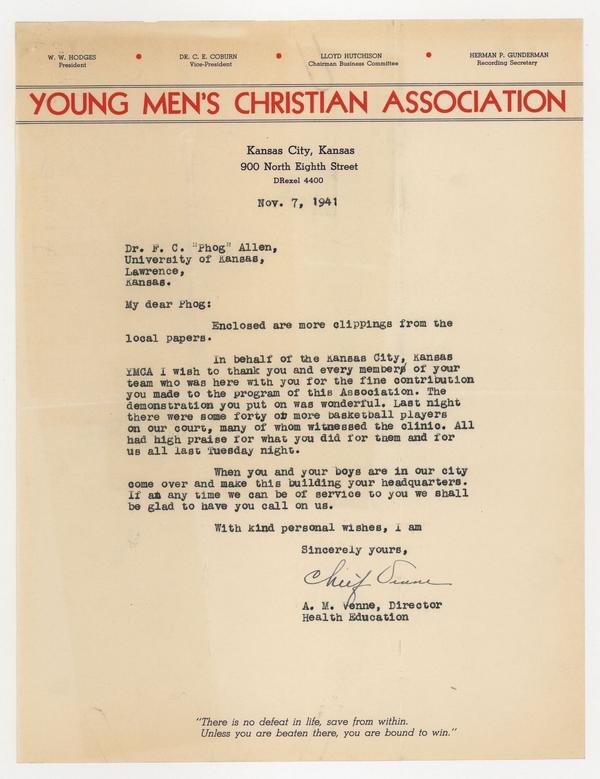 W. W. HODGES
President
DR. C. E. COBURN
Vice-President
LLOYD HUTCHISON
Chairman Business Committee
HERMAN P. GUNDERMAN
Recording Secretary
YOUNG MEN'S CHRISTIAN ASSOCIATION
Kansas City, Kansas
900 North Eighth Street
DRexel 4400
Nov. 7, 1941
Dr. F. C. "Phog" Allen,
University of Kansas,
Lawrence,
Kansas.
My dear Phog:
Enclosed are more clippings from the
local papers.
In behalf of the Kansas City, Kansas
YMCA I wish to thank you and every member of your
team who was here with you for the fine contribution
you made to the program of this Association. The
demonstration you put on was wonderful. Last night
there were some forty or more basketball players
on our court, many of whom witnessed the clinic. All
had high praise for what you did for them and for
us all last Tuesday night.
When you and your boys are in our city
come over and make this building your headquarters.
If at any time we can be of service to you we shall
be glad to have you call on us.
With kind personal wishes, I am
Sincerely yours,
Chief Venne
A. M. Venne, Director
Health Education
"There is no defeat in life, save from within.
Unless you are beaten there, you are bound to win."